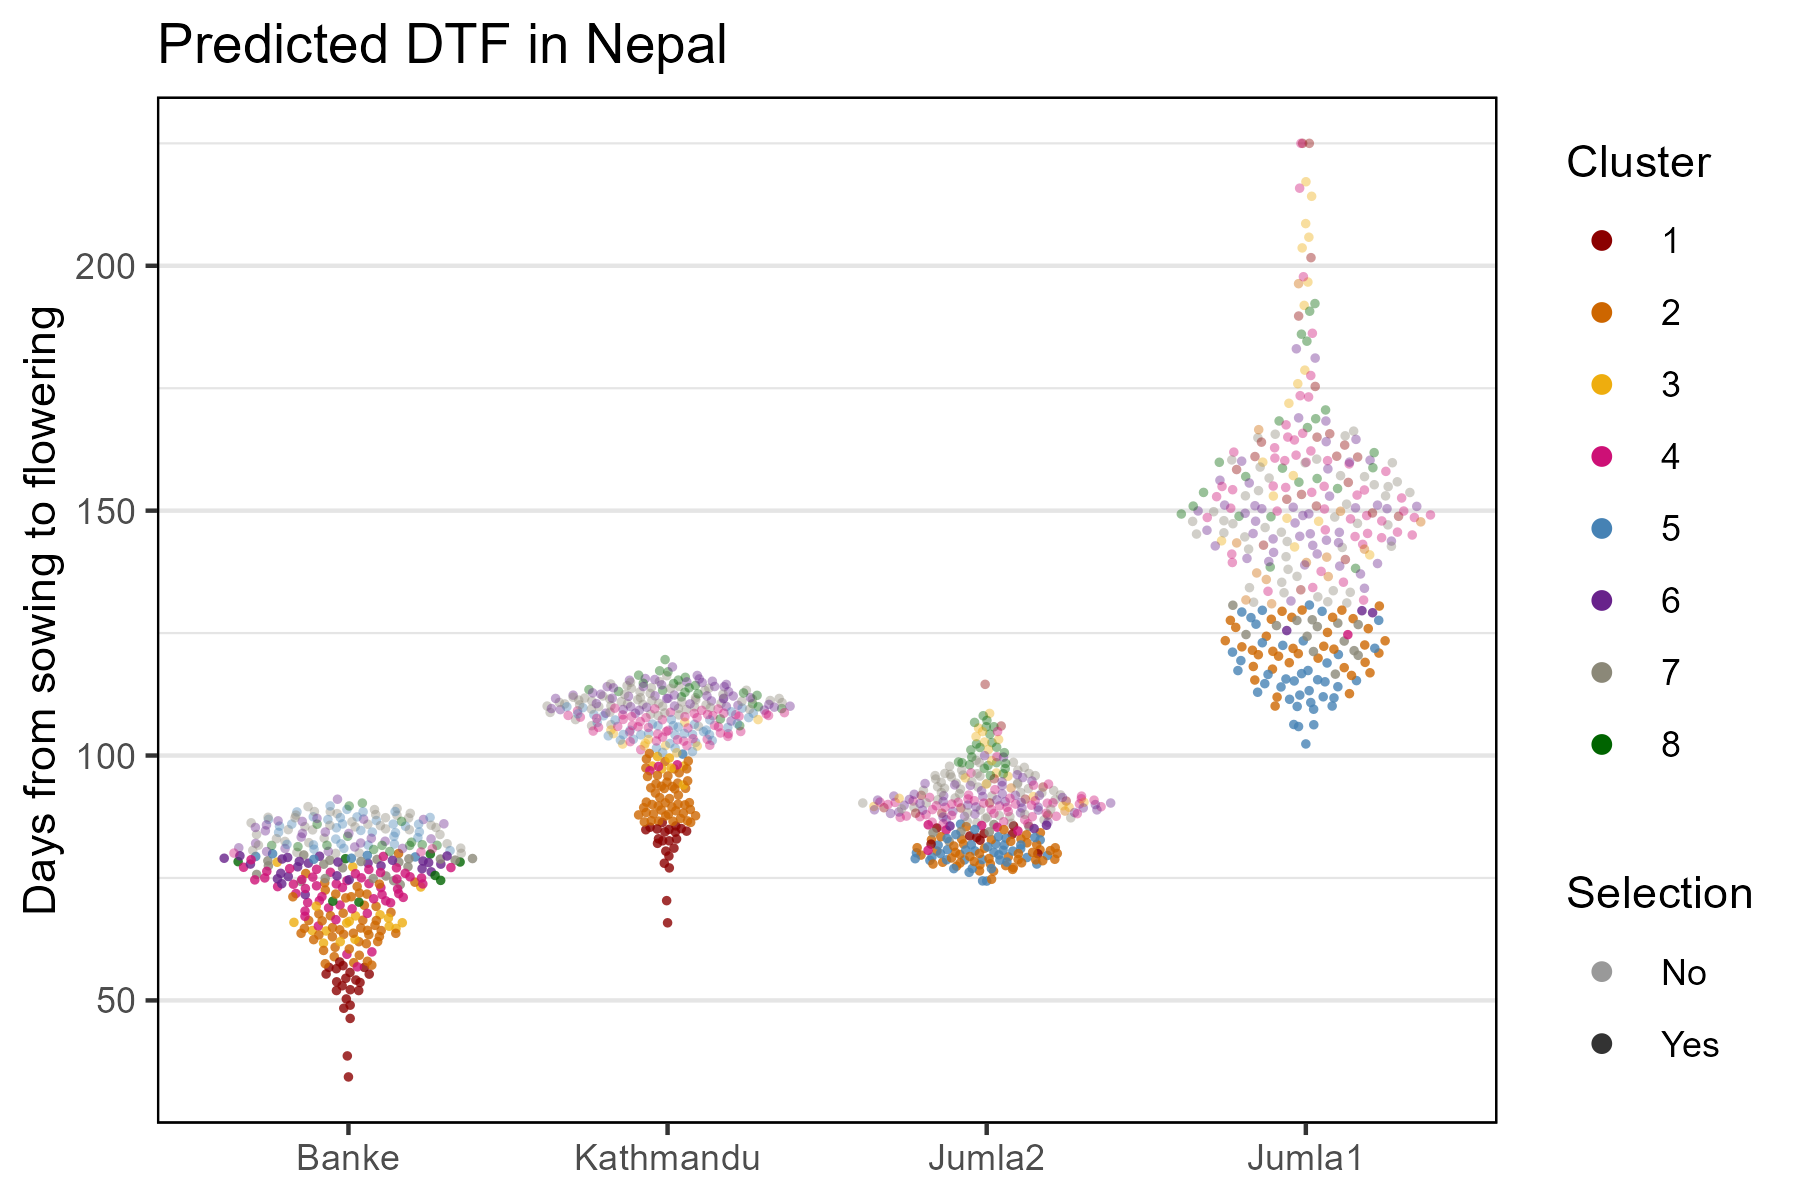 Predicted DTF in Nepal
Days from sowing to flowering
200
150
100
50
Banke
Kathmandu
Jumla2
Jumla1
Cluster
1
2
3
4
5
6
7
8
Selection
No
Yes